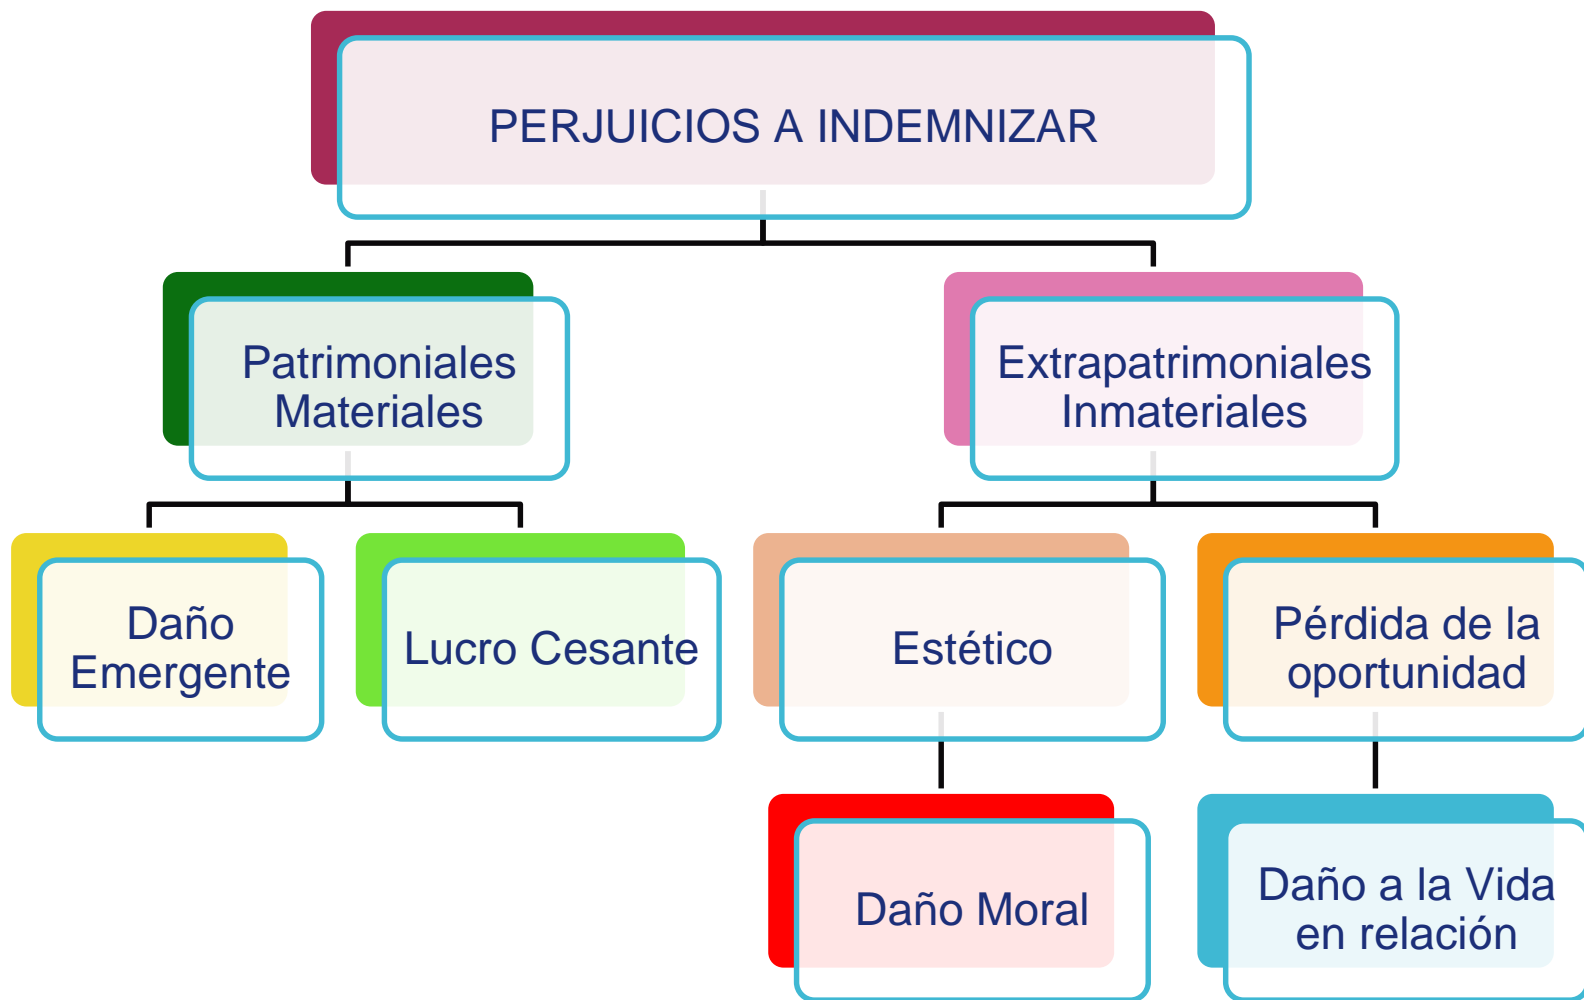 PERJUICIOS A INDEMNIZAR
Patrimoniales
Materiales
Extrapatrimoniales
Inmateriales
Daño
Emergente
Lucro Cesante
Estético
Pérdida de la
oportunidad
Daño Moral
Daño a la Vida
en relación